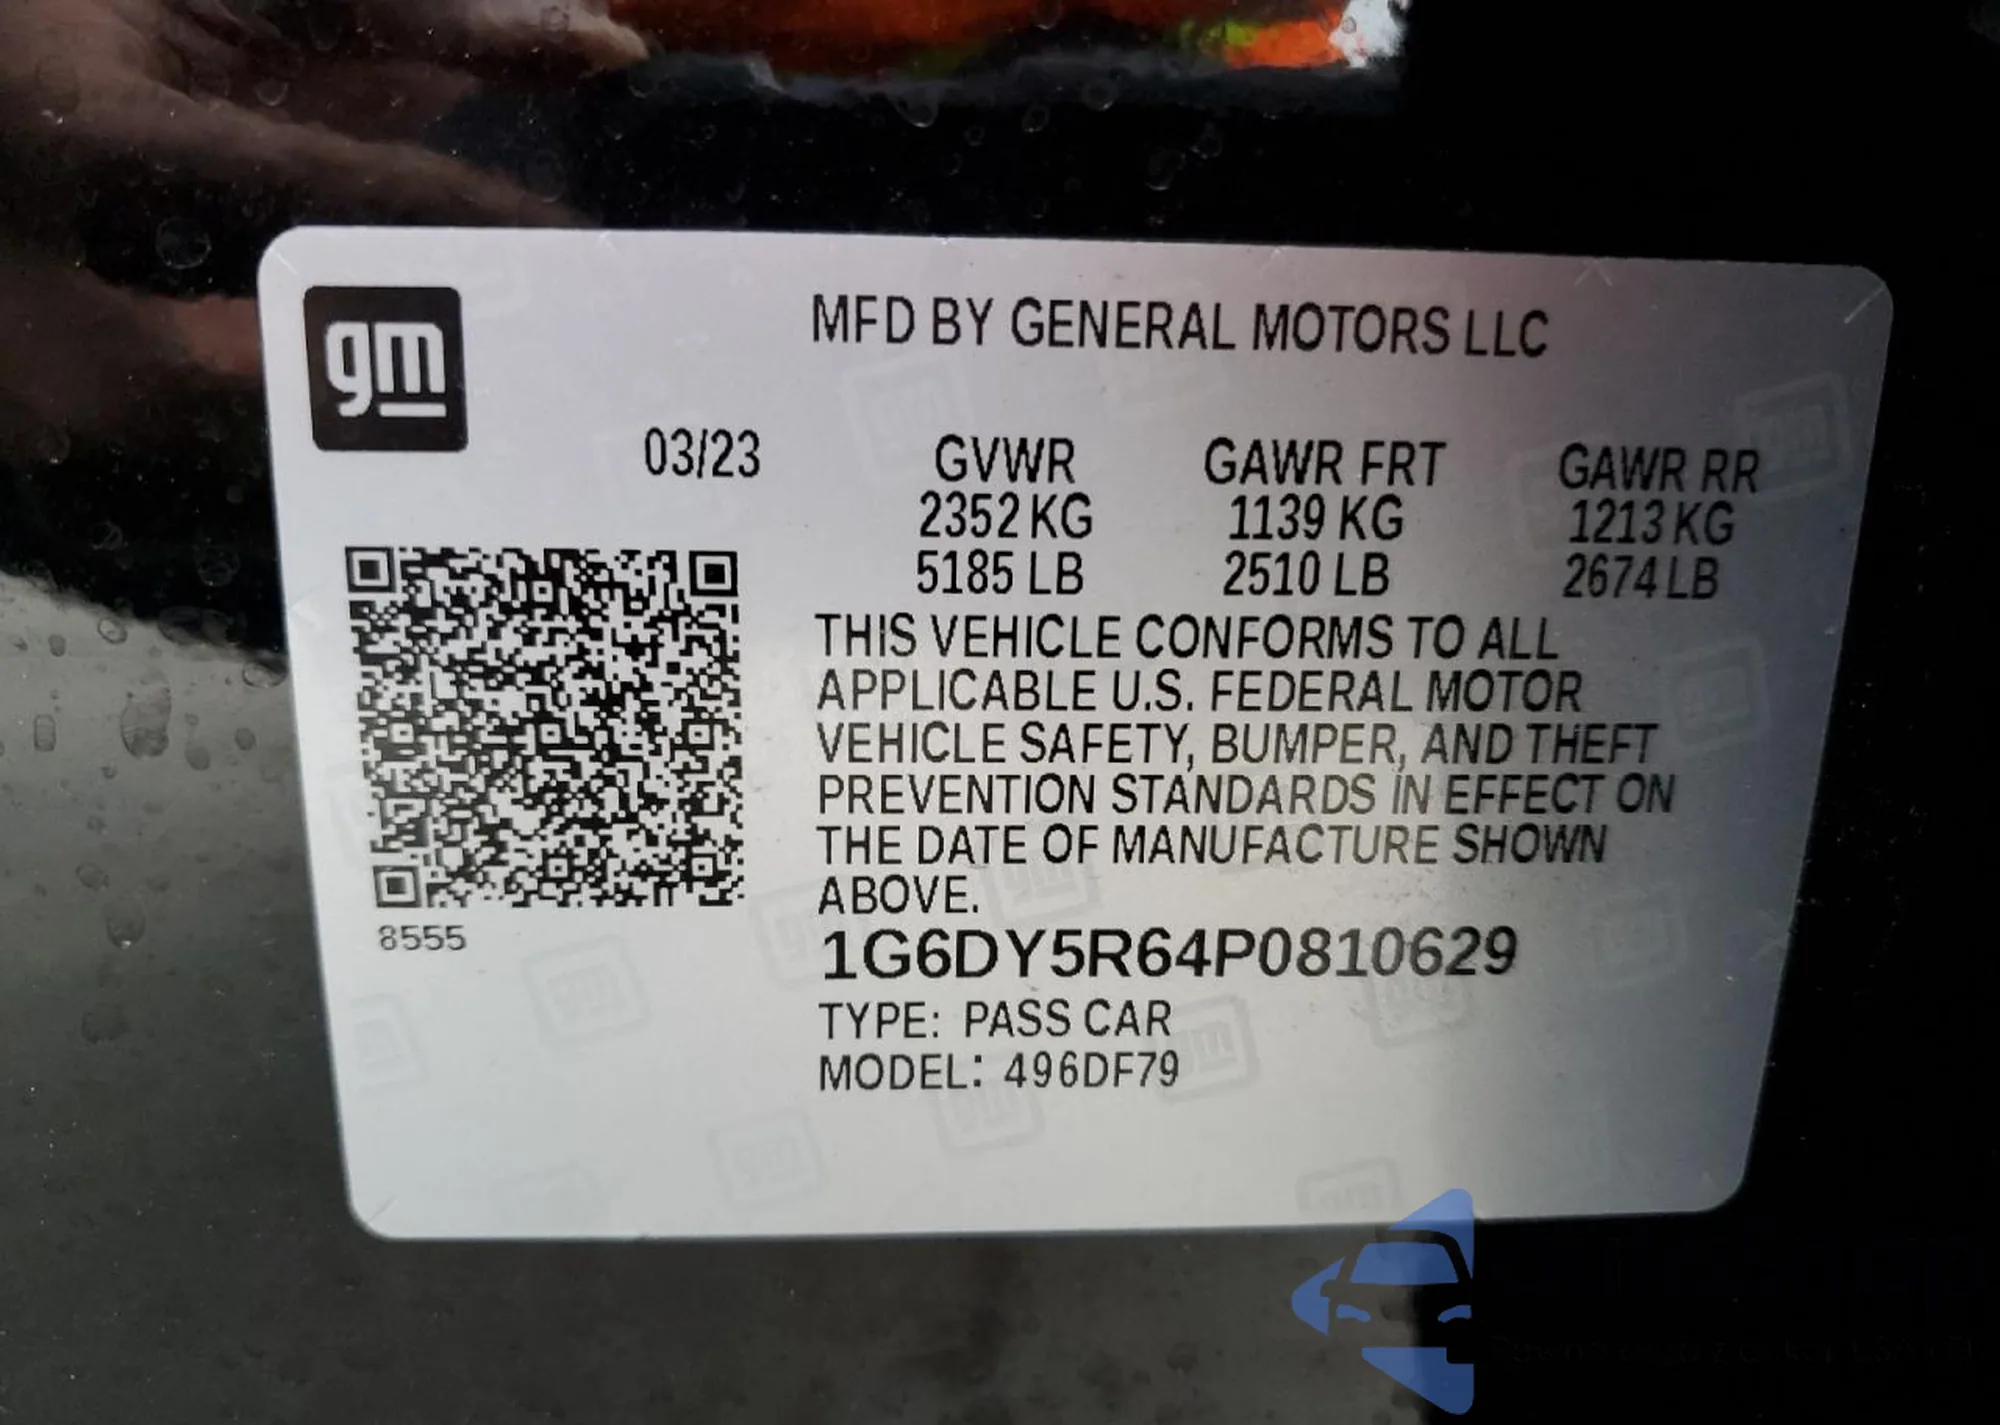 gm
MFD BY GENERAL MOTORS LLC
03/23 GVWR GAWR FRT GAWR RR
2352 KG 1139 KG 1213 KG
5185 LB 2510 LB 2674 LB
THIS VEHICLE CONFORMS TO ALL
APPLICABLE U.S. FEDERAL MOTOR
VEHICLE SAFETY, BUMPER, AND THEFT
PREVENTION STANDARDS IN EFFECT ON
THE DATE OF MANUFACTURE SHOWN
ABOVE.
8555
1G6DY5R64P0810629
TYPE: PASS CAR
MODEL: 496DF79